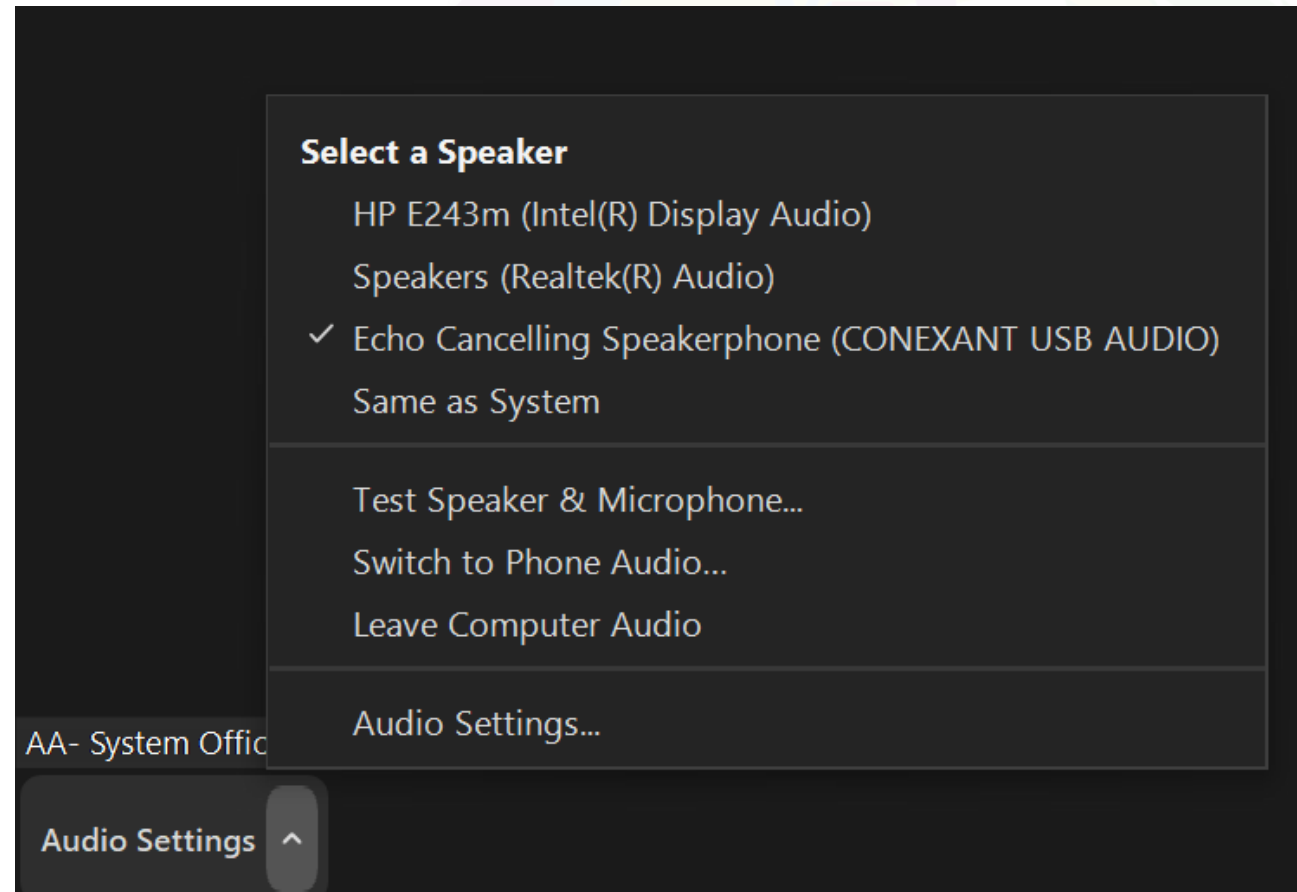 Select a Speaker
HP E243m (Intel(R) Display Audio)
Speakers (Realtek(R) Audio)
✓ Echo Cancelling Speakerphone (CONEXANT USB AUDIO)
Same as System
Test Speaker & Microphone...
Switch to Phone Audio...
Leave Computer Audio
Audio Settings...
AA- System Offic
Audio Settings